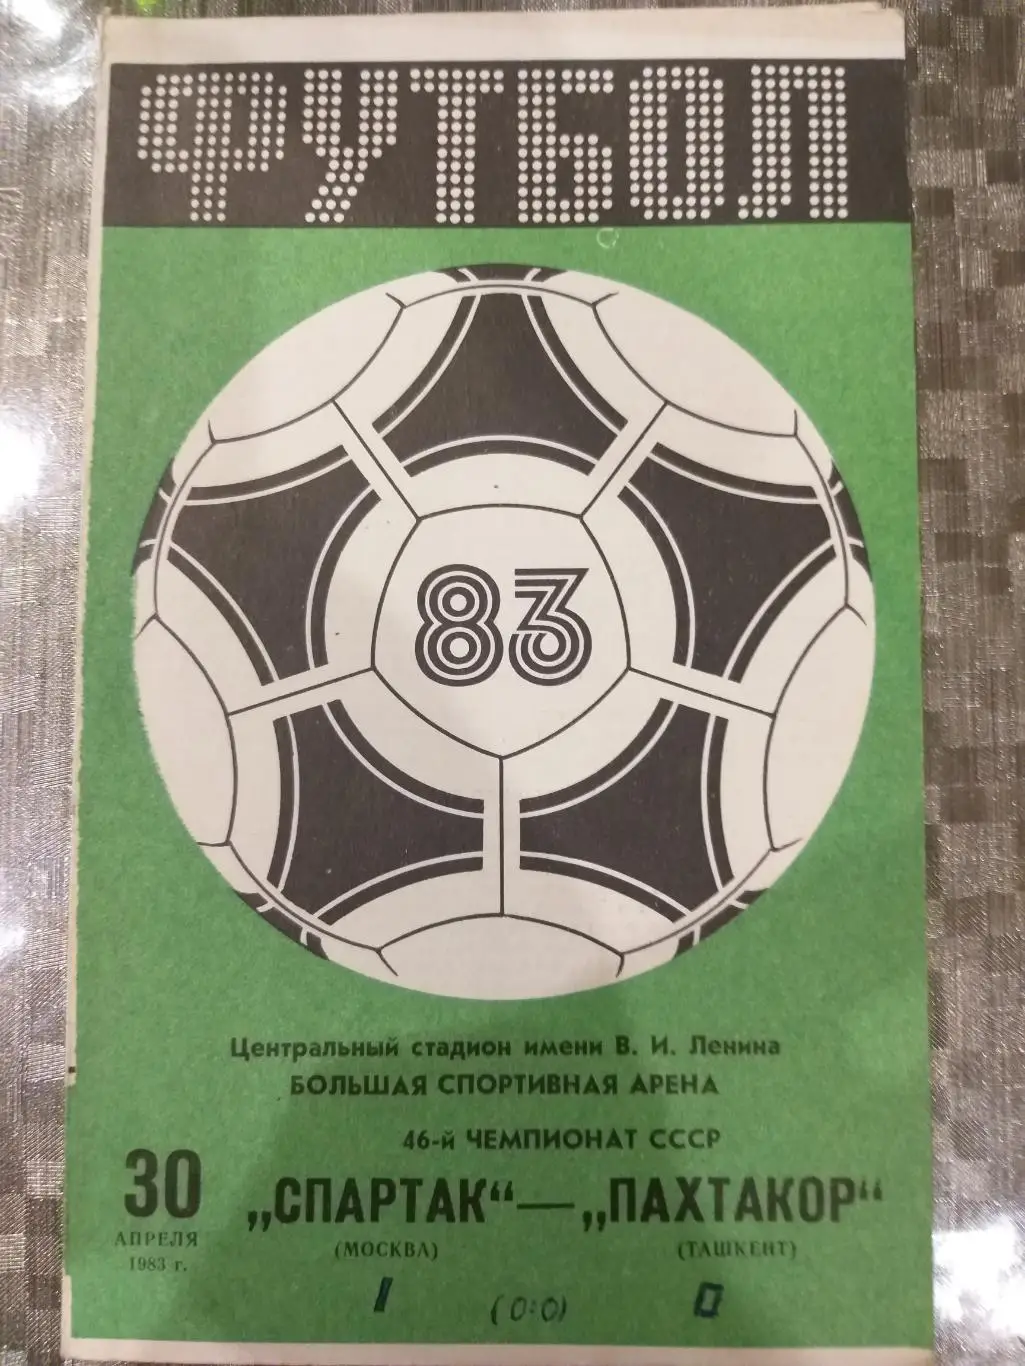 ФУТБОЛ
83
Центральный стадион имени В. И. Ленина
БОЛЬШАЯ СПОРТИВНАЯ АРЕНА
46-й ЧЕМПИОНАТ СССР
30
АПРЕЛЯ
1983 г.
„СПАРТАК“ — „ПАХТАКОР“
(МОСКВА) (ТАШКЕНТ)
1 (0:0) 0